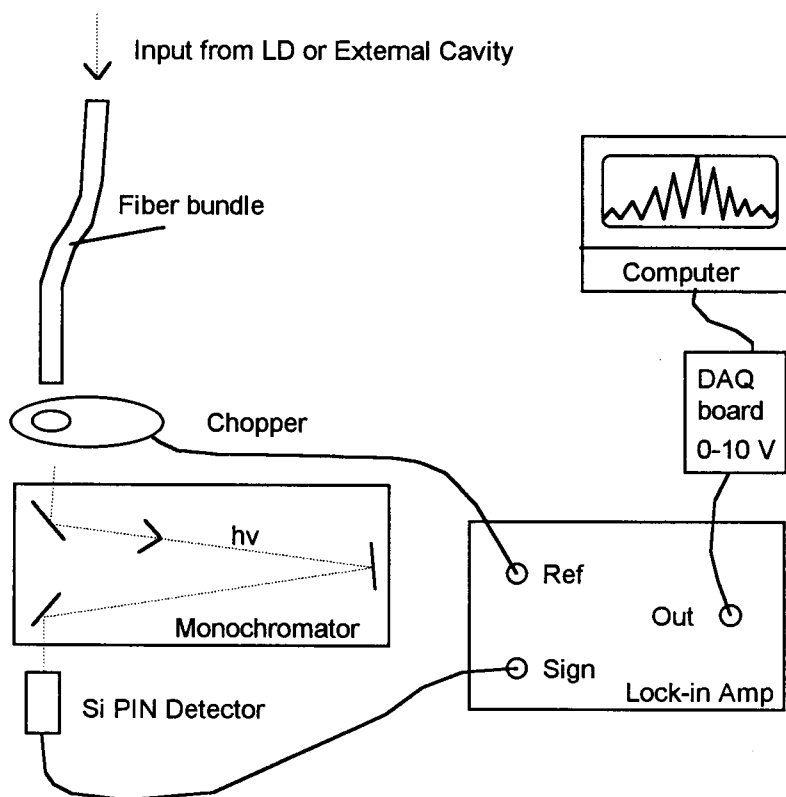 Input from LD or External Cavity
Fiber bundle
Computer
DAQ
board
0-10 V
Chopper
hv
Monochromator
Ref
Out
Sign
Lock-in Amp
Si PIN Detector